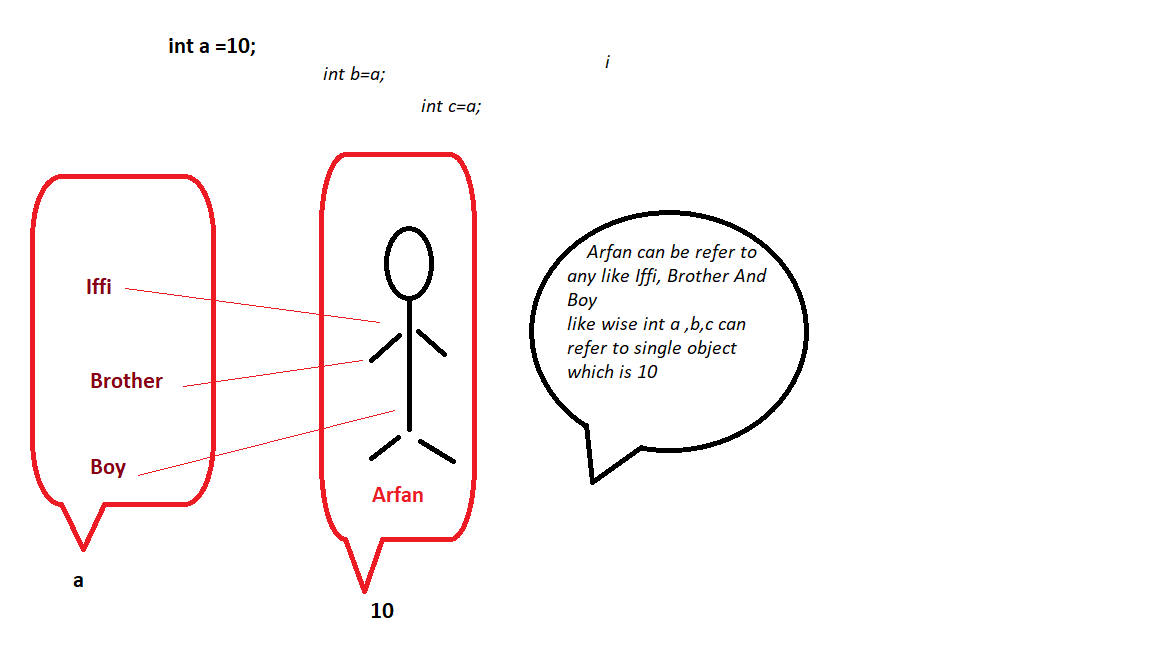 int a =10;
int b=a;
int c=a;
i
Iffi
Brother
Boy
a
Arfan
10
Arfan can be refer to
any like Iffi, Brother And
Boy
like wise int a ,b,c can
refer to single object
which is 10